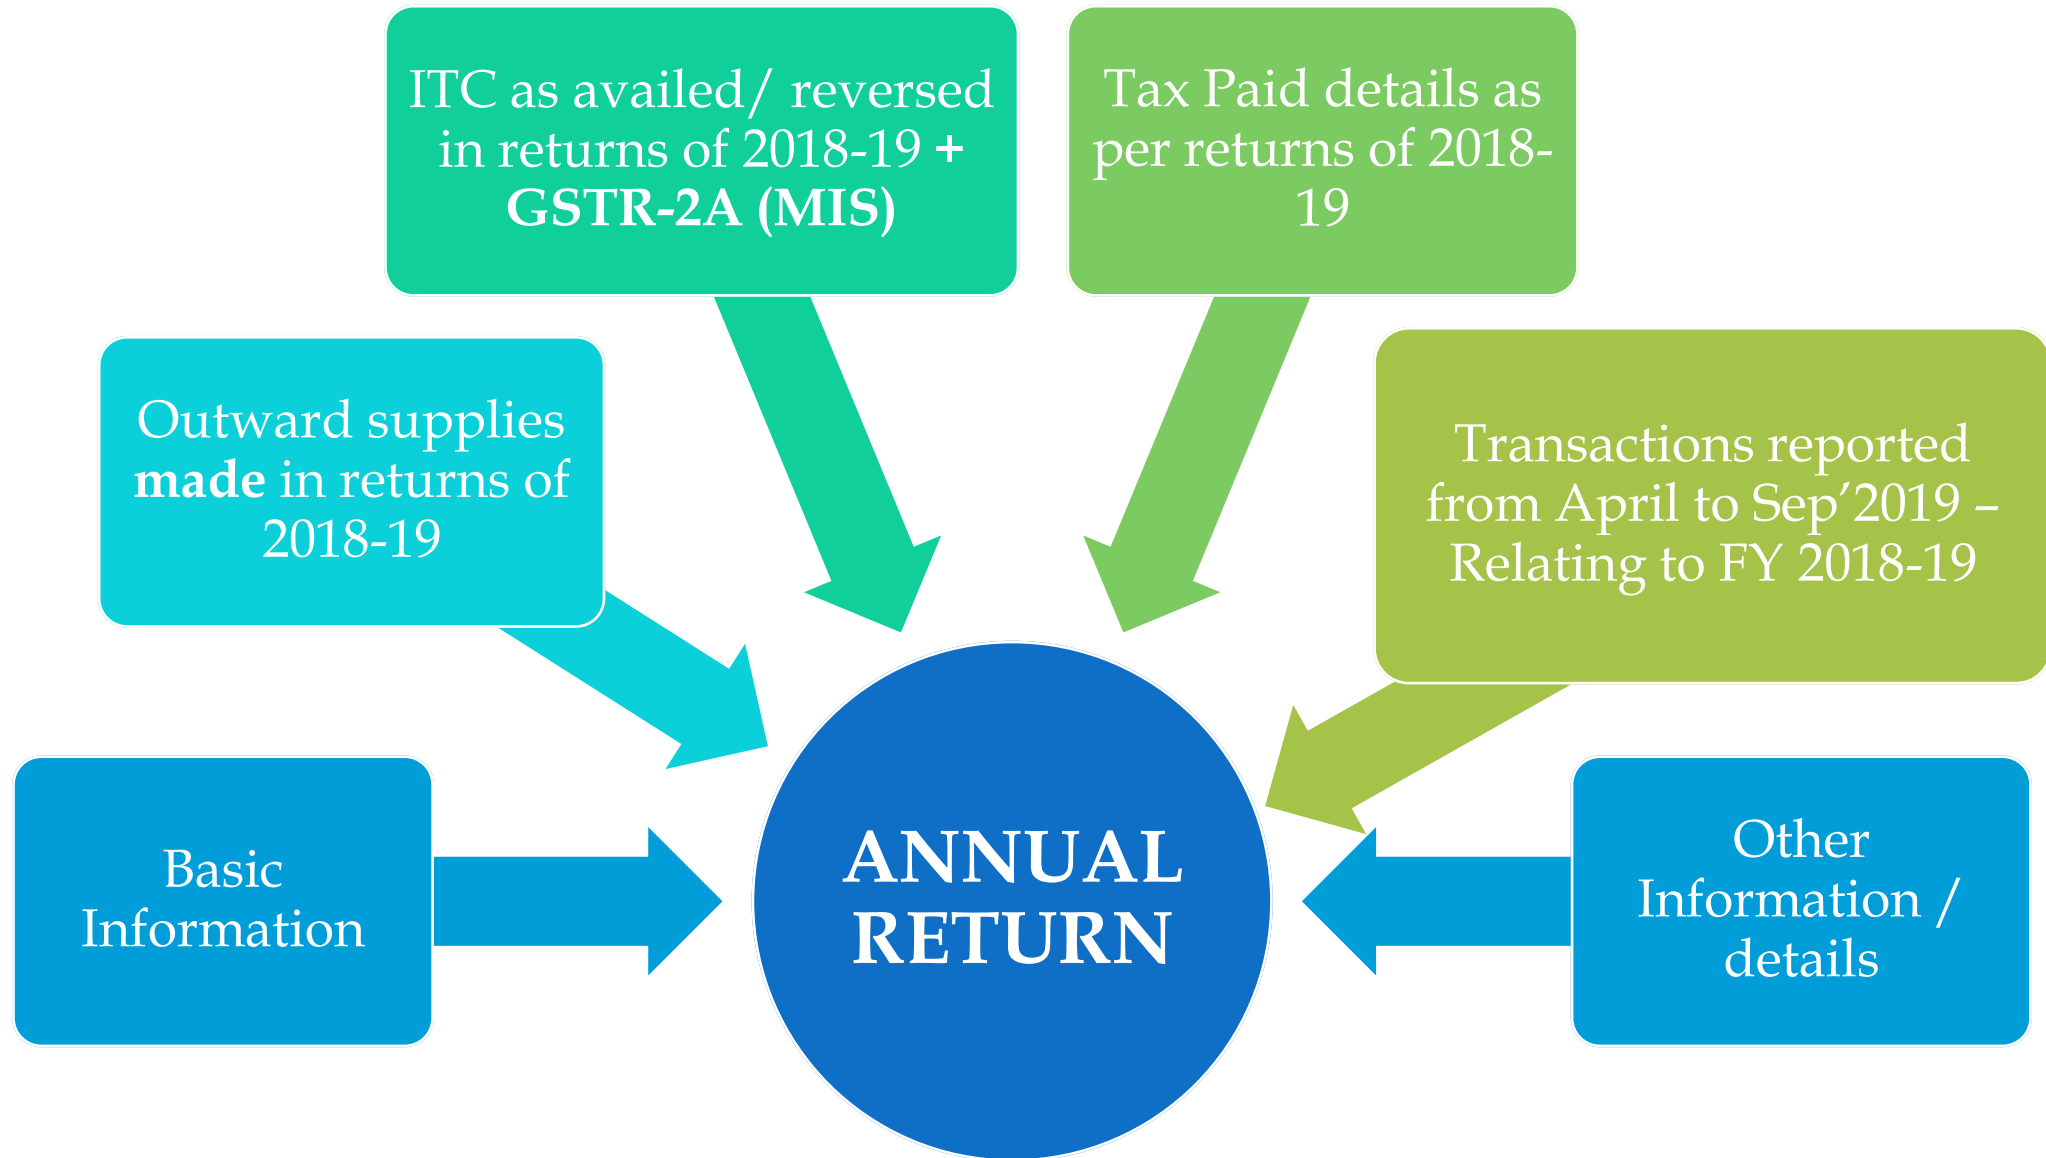 ITC as availed/ reversed
in returns of 2018-19 +
GSTR-2A (MIS)
Tax Paid details as
per returns of 2018-
19
Outward supplies
made in returns of
2018-19
Transactions reported
from April to Sep’2019 –
Relating to FY 2018-19
Basic
Information
ANNUAL
RETURN
Other
Information /
details